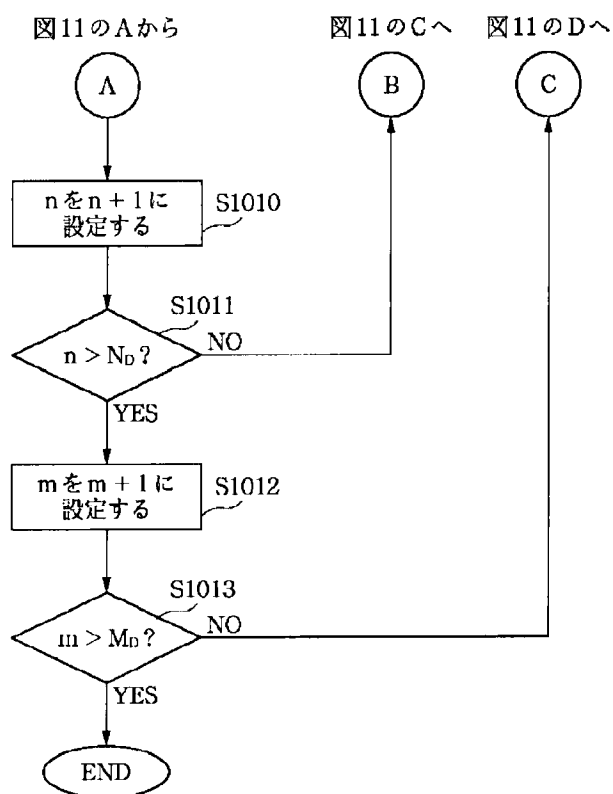 図11のAから
図11のCへ
図11のDへ
A
B
C
nをn+1に
設定する
S1010
S1011
n > ND?
NO
YES
mをm+1に
設定する
S1012
S1013
m > MD?
NO
YES
END